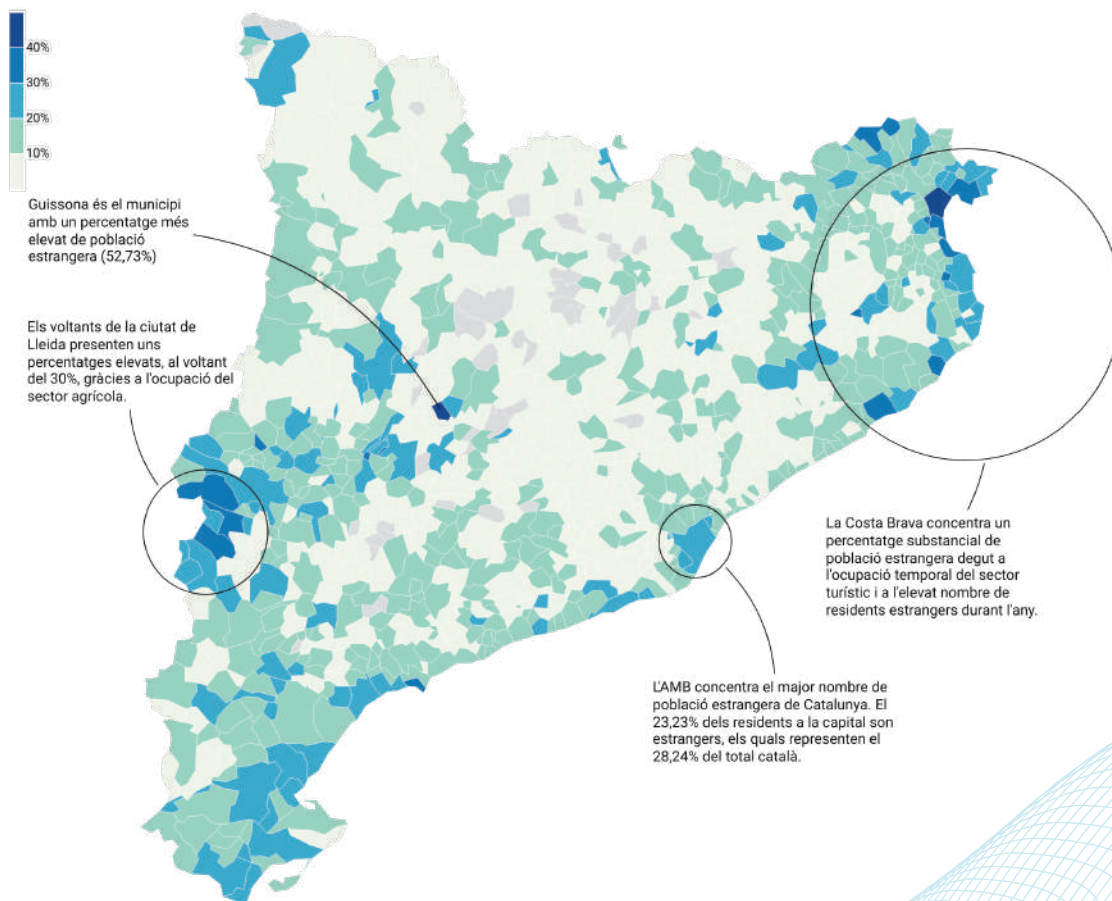 40%
30%
20%
10%
Guissona és el municipi
amb un percentatge més
elevat de població
estrangera (52,73%)
Els voltants de la ciutat de
Lleida presenten uns
percentatges elevats, al voltant
del 30%, gràcies a l'ocupació del
sector agrícola.
La Costa Brava concentra un
percentatge substancial de
població estrangera degut a
l'ocupació temporal del sector
turístic i a l'elevat nombre de
residents estrangers durant l'any.
L'AMB concentra el major nombre de
població estrangera de Catalunya. El
23,23% dels residents a la capital son
estrangers, els quals representen el
28,24% del total català.